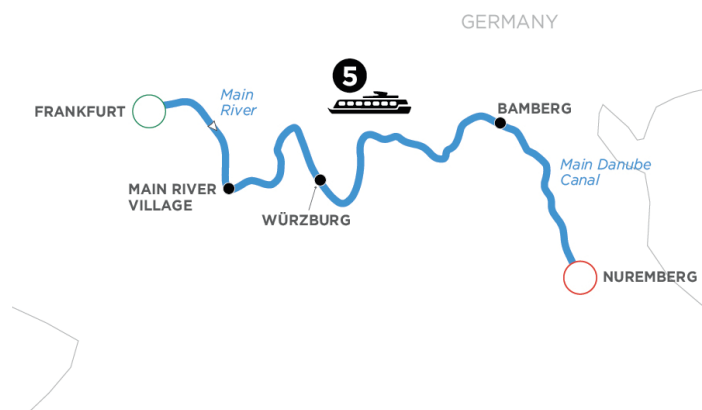 GERMANY
5
Main
River
FRANKFURT
BAMBERG
Main Danube
Canal
MAIN RIVER
VILLAGE
WÜRZBURG
NUREMBERG